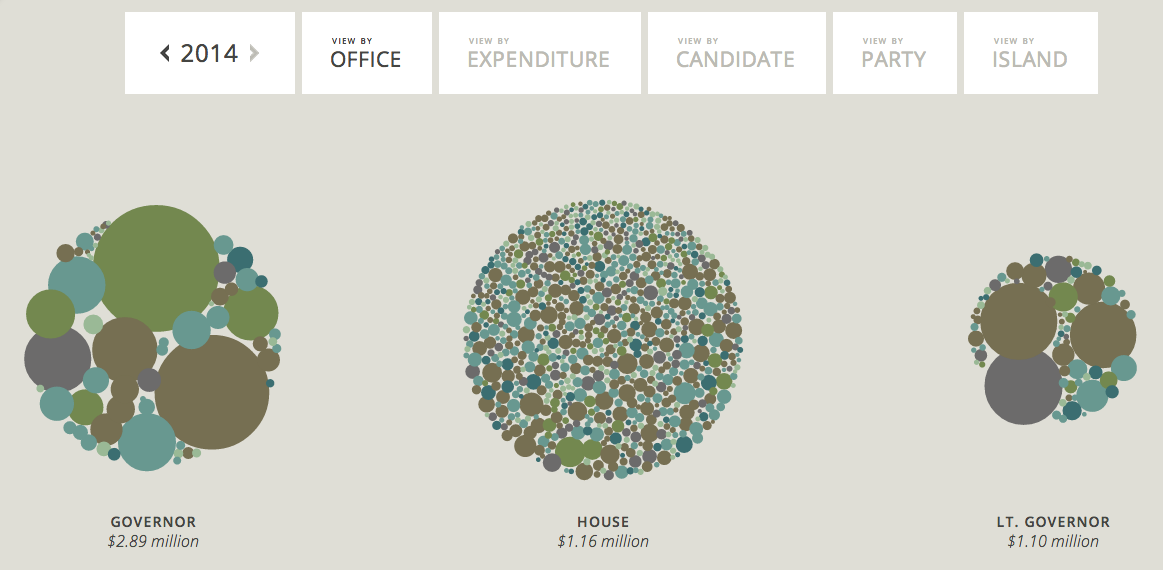 2014
VIEW BY
OFFICE
VIEW BY
EXPENDITURE
VIEW BY
CANDIDATE
VIEW BY
PARTY
VIEW BY
ISLAND
GOVERNOR
$2.89 million
HOUSE
$1.16 million
LT. GOVERNOR
$1.10 million